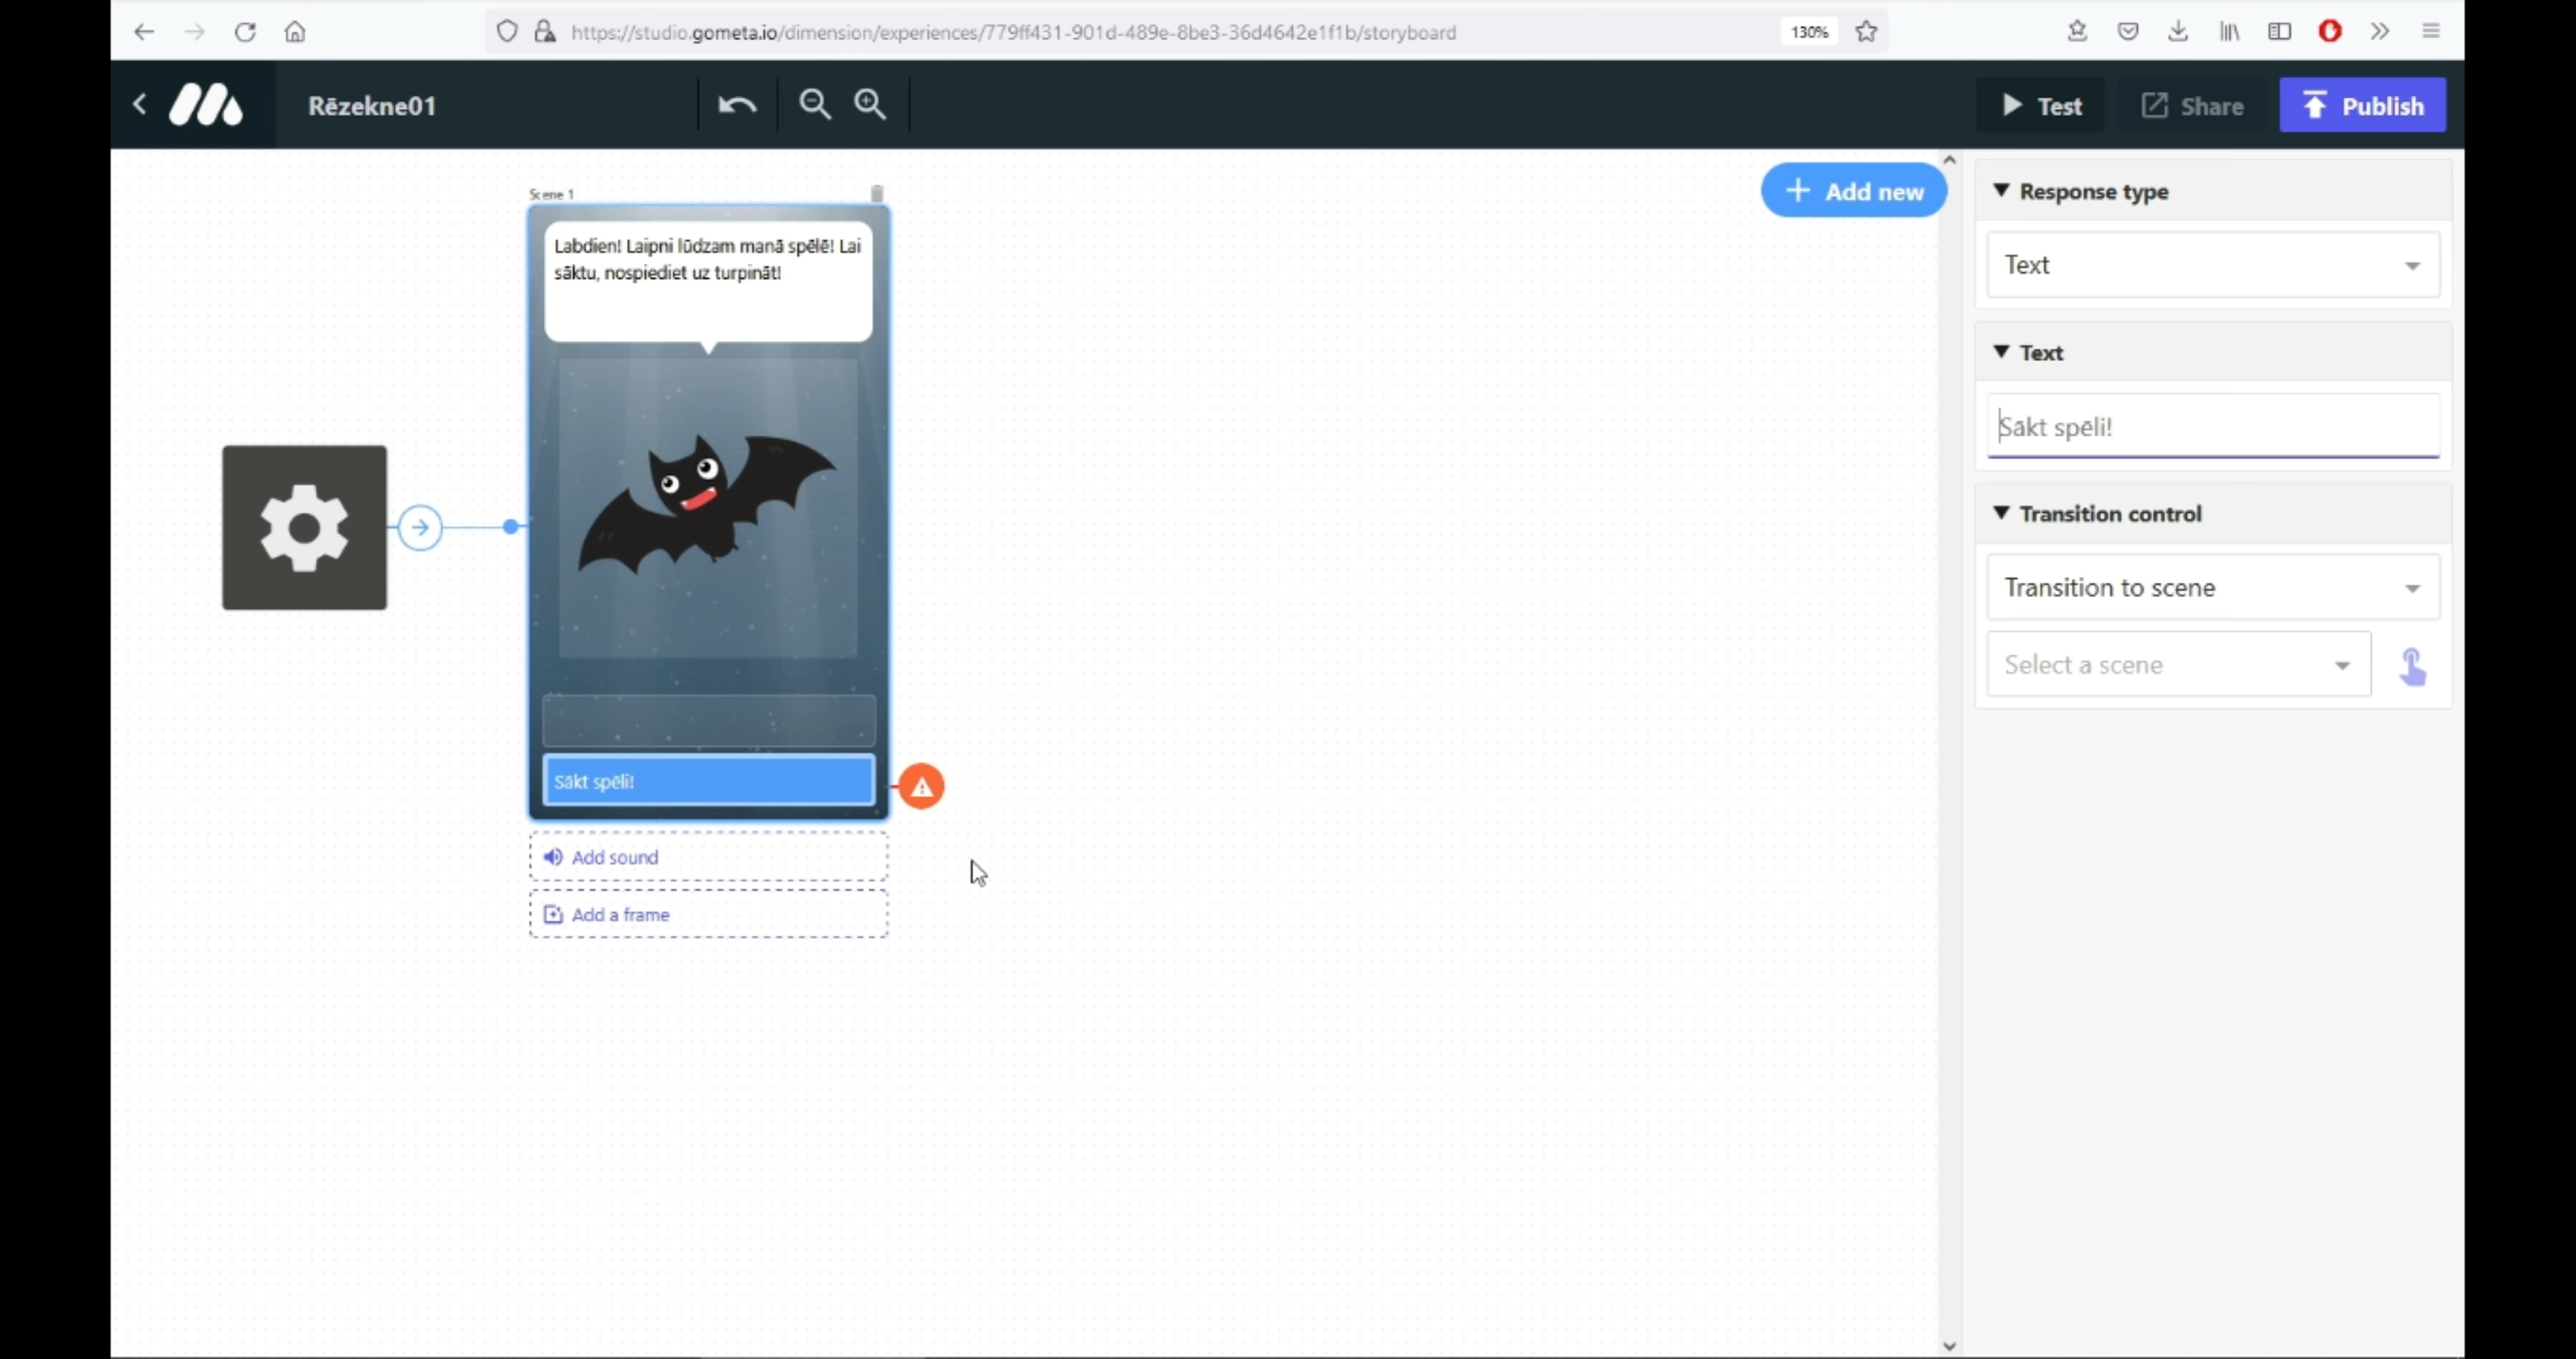 https://studio.gometa.io/dimension/experiences/779ff431-901d-489e-8be3-36d4642e1f1b/storyboard
130%
Rēzekne01
Test
Share
Publish
Scene 1
Add new
Labdien! Laipni lūdzam manā spēlē! Lai
sāktu, nospiediet uz turpināt!
Sākt spēli!
Add sound
Add a frame
Response type
Text
Text
Sākt spēli!
Transition control
Transition to scene
Select a scene